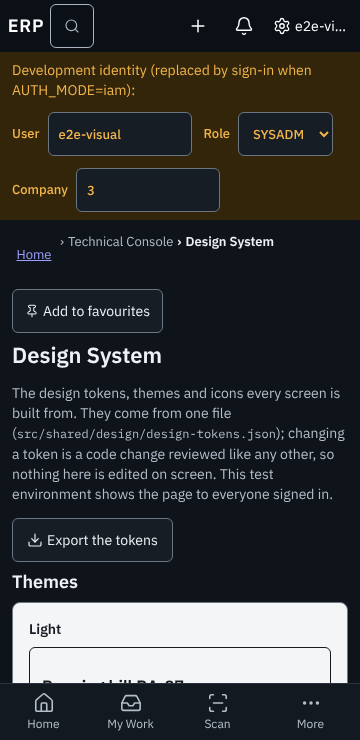 ERP
e2e-vi...
Development identity (replaced by sign-in when
AUTH_MODE=iam):
User e2e-visual Role SYSADM
Company 3
Home › Technical Console › Design System
Add to favourites
Design System
The design tokens, themes and icons every screen is
built from. They come from one file
(src/shared/design/design-tokens.json); changing
a token is a code change reviewed like any other, so
nothing here is edited on screen. This test
environment shows the page to everyone signed in.
Export the tokens
Themes
Light
Home My Work Scan More